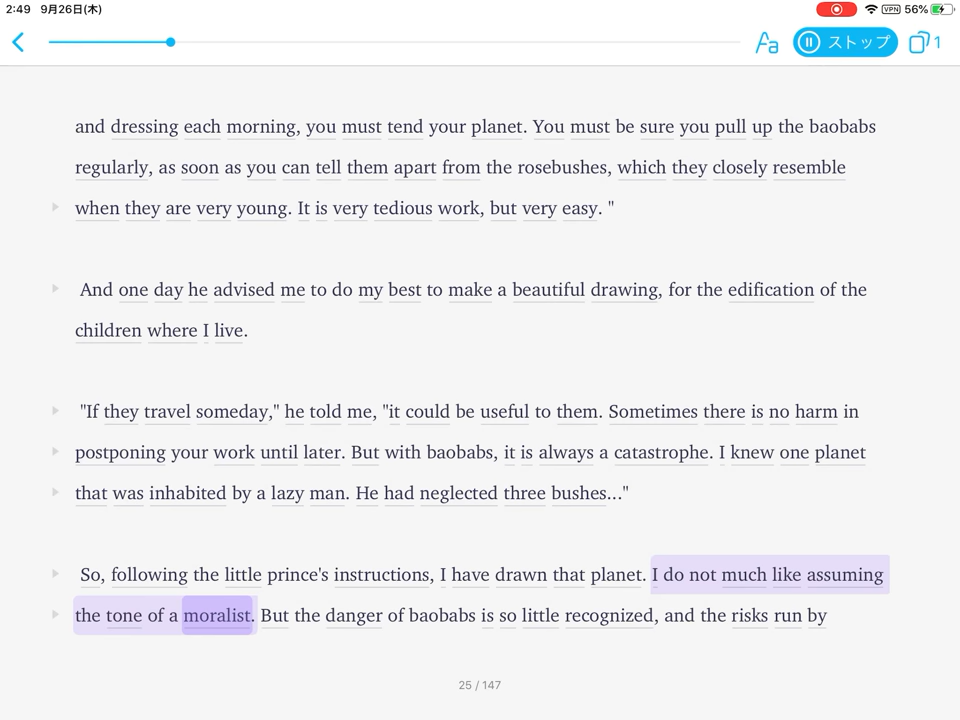 2:49 9月26日(木) VPN 56%
ストップ 1
and dressing each morning, you must tend your planet. You must be sure you pull up the baobabs
regularly, as soon as you can tell them apart from the rosebushes, which they closely resemble
when they are very young. It is very tedious work, but very easy. "
And one day he advised me to do my best to make a beautiful drawing, for the edification of the
children where I live.
"If they travel someday," he told me, "it could be useful to them. Sometimes there is no harm in
postponing your work until later. But with baobabs, it is always a catastrophe. I knew one planet
that was inhabited by a lazy man. He had neglected three bushes..."
So, following the little prince's instructions, I have drawn that planet. I do not much like assuming
the tone of a moralist. But the danger of baobabs is so little recognized, and the risks run by
25 / 147